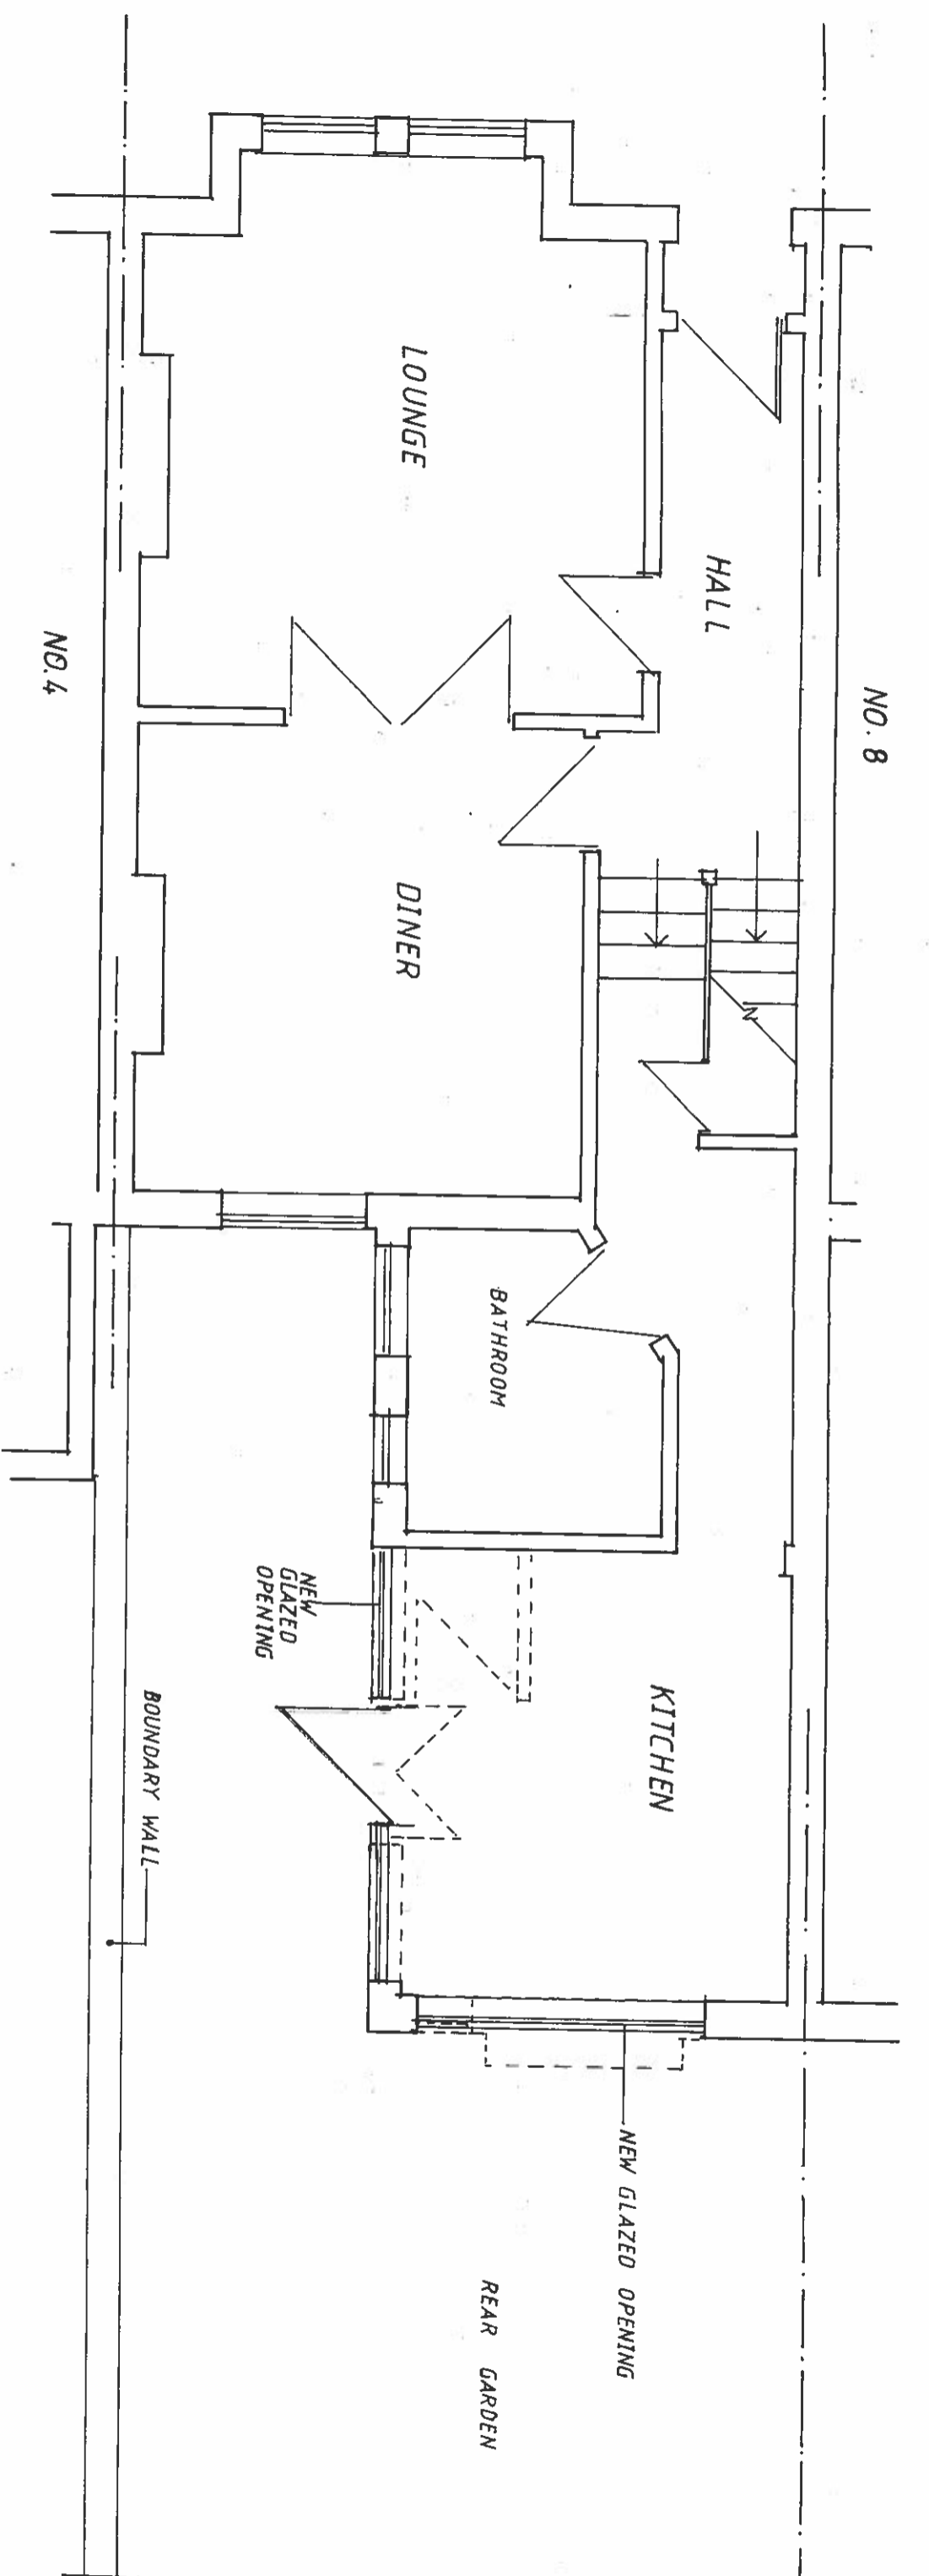 NO. 8
HALL
LOUNGE
NO.4
DINER
BATHROOM
KITCHEN
NEW
GLAZED
OPENING
BOUNDARY WALL
NEW GLAZED OPENING
REAR GARDEN